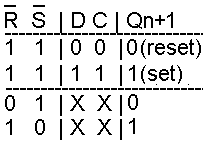 R̅ S̅ | D C | Qn+1
1 1 | 0 0 | 0(reset)
1 1 | 1 1 | 1(set)
0 1 | X X | 0
1 0 | X X | 1